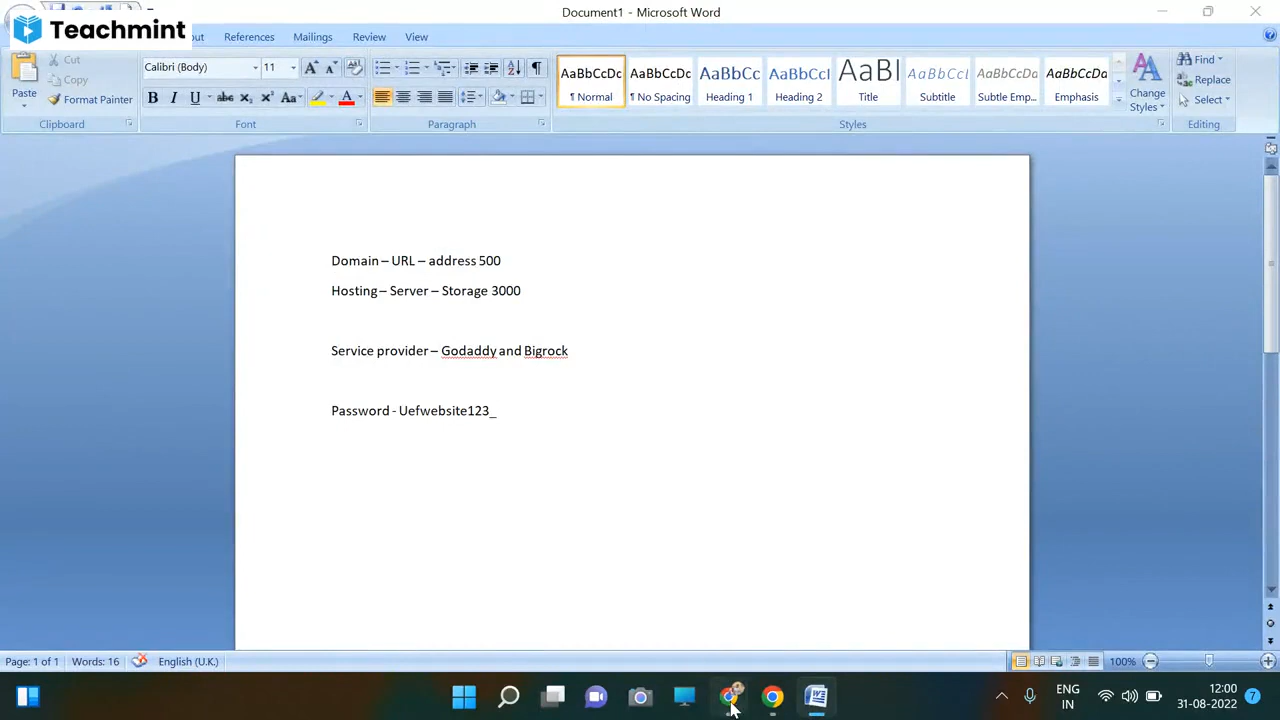 Document1 - Microsoft Word
Teachmint
References Mailings Review View
Cut
Copy
Paste
Format Painter
Calibri (Body) 11
AaBbCcDc AaBbCcDc AaBbCc AaBbCcI AaBl AaBbCcI AaBbCcDa AaBbCcDa
¶ Normal ¶ No Spacing Heading 1 Heading 2 Title Subtitle Subtle Emp... Emphasis
Change Styles
Find
Replace
Select
Clipboard Font Paragraph Styles Editing
Domain – URL – address 500
Hosting – Server – Storage 3000
Service provider – Godaddy and Bigrock
Password - Uefwebsite123_
Page: 1 of 1 Words: 16 English (U.K.) 100%
ENG IN
12:00
31-08-2022
7